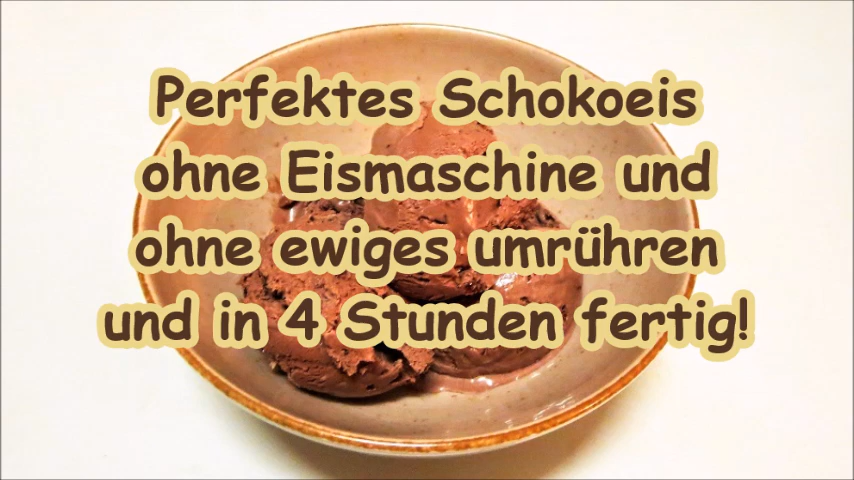 Perfektes Schokoeis
ohne Eismaschine und
ohne ewiges umrühren
und in 4 Stunden fertig!